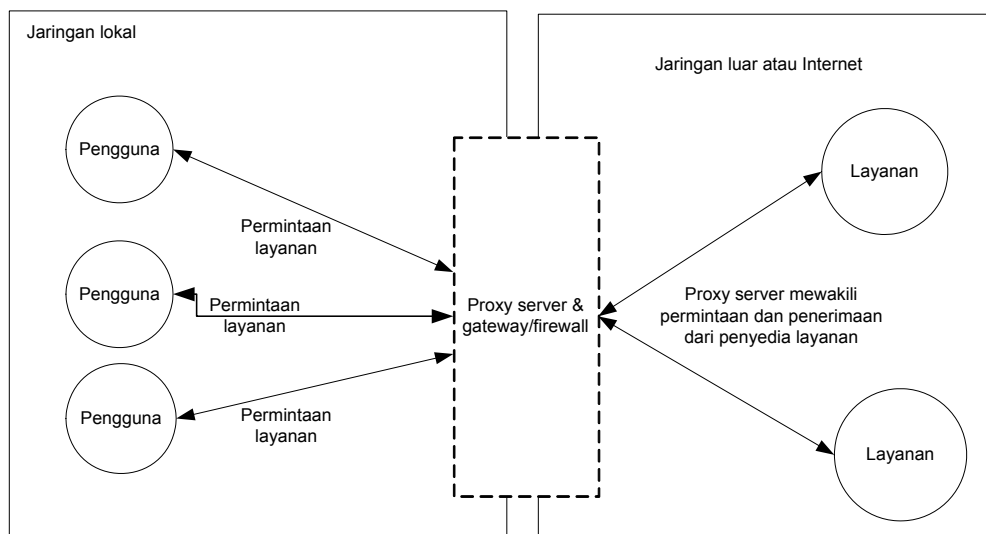 Jaringan lokal
Jaringan luar atau Internet
Pengguna
Permintaan
layanan
Pengguna
Permintaan
layanan
Pengguna
Permintaan
layanan
Proxy server &
gateway/firewall
Layanan
Proxy server mewakili
permintaan dan penerimaan
dari penyedia layanan
Layanan